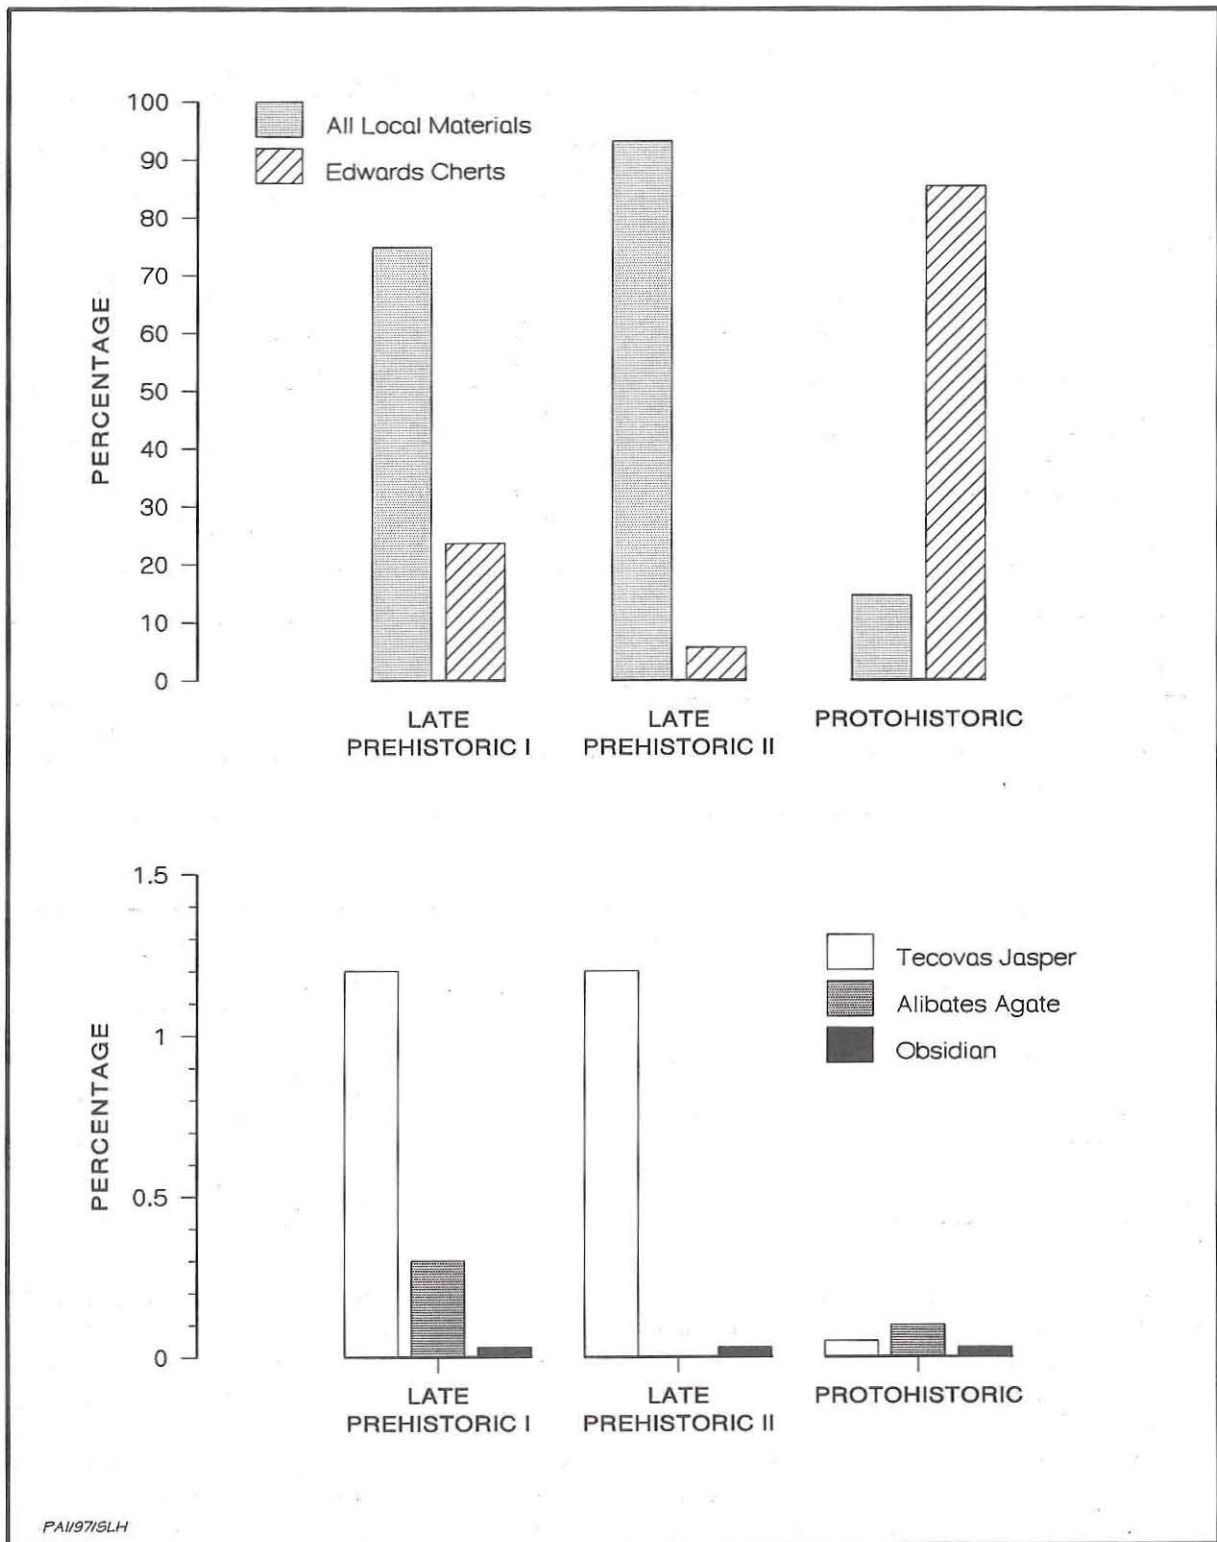 100
90
80
70
60
50
40
30
20
10
0
PERCENTAGE
All Local Materials
Edwards Cherts
LATE
PREHISTORIC I
LATE
PREHISTORIC II
PROTOHISTORIC
1.5
1
0.5
0
PERCENTAGE
Tecovas Jasper
Alibates Agate
Obsidian
LATE
PREHISTORIC I
LATE
PREHISTORIC II
PROTOHISTORIC
PAI/97/SLH